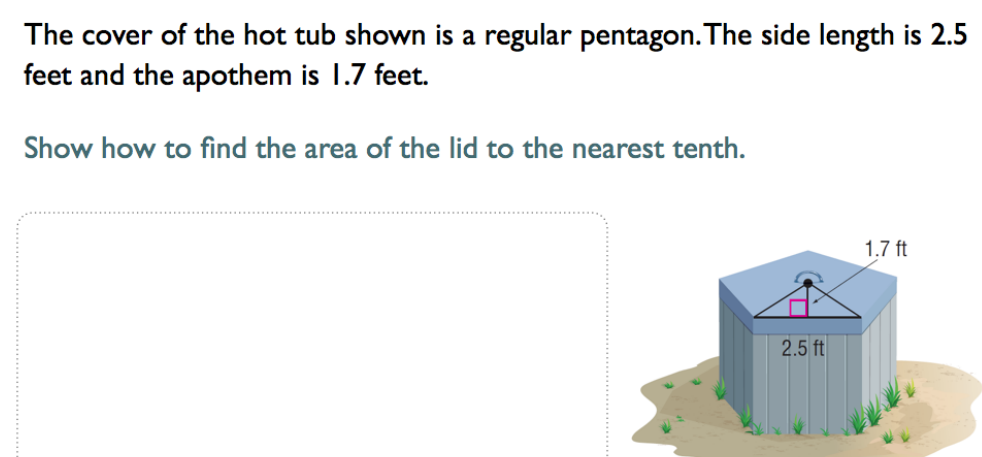 The cover of the hot tub shown is a regular pentagon. The side length is 2.5
feet and the apothem is 1.7 feet.
Show how to find the area of the lid to the nearest tenth.
1.7 ft
2.5 ft